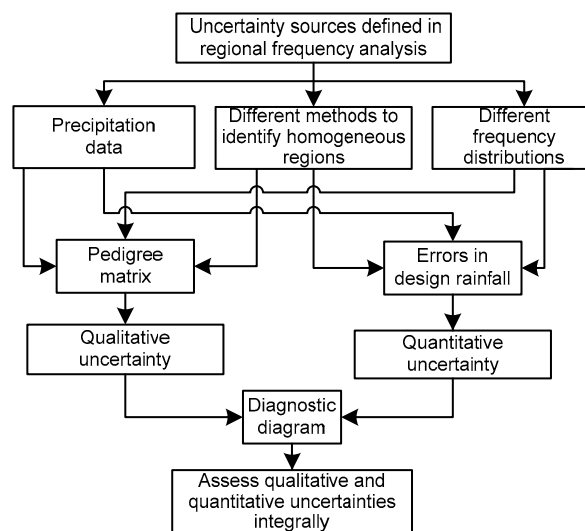 Uncertainty sources defined in
regional frequency analysis
Precipitation
data
Different methods to
identify homogeneous
regions
Different
frequency
distributions
Pedigree
matrix
Errors in
design rainfall
Qualitative
uncertainty
Quantitative
uncertainty
Diagnostic
diagram
Assess qualitative and
quantitative uncertainties
integrally